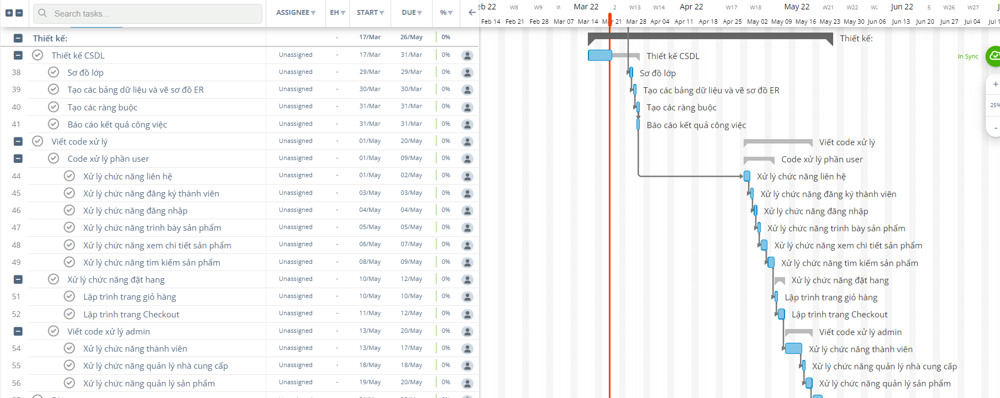 Search tasks... ASSIGNEE EH START DUE %
Feb 22 W8 W9 Mar 22 2 W13 W14 Apr 22 W17 W18 May 22 W21 W22 Jun 22 5 W26 W27
Feb 14 Feb 21 Feb 28 Mar 07 Mar 14 Mar 21 Mar 28 Apr 04 Apr 11 Apr 18 Apr 25 May 02 May 09 May 16 May 23 May 30 Jun 06 Jun 13 Jun 20 Jun 27 Jul 04
Thiết kế: - 17/Mar 26/May 0% Thiết kế:
Thiết kế CSDL Unassigned - 17/Mar 31/Mar 0% Thiết kế CSDL In Sync
38 Sơ đồ lớp Unassigned - 29/Mar 29/Mar 0% Sơ đồ lớp
39 Tạo các bảng dữ liệu và vẽ sơ đồ ER Unassigned - 30/Mar 30/Mar 0% Tạo các bảng dữ liệu và vẽ sơ đồ ER +
40 Tạo các ràng buộc Unassigned - 31/Mar 31/Mar 0% Tạo các ràng buộc 25%
41 Báo cáo kết quả công việc Unassigned - 31/Mar 31/Mar 0% Báo cáo kết quả công việc -
Viết code xử lý Unassigned - 01/May 20/May 0% Viết code xử lý
Code xử lý phần user Unassigned - 01/May 09/May 0% Code xử lý phần user
44 Xử lý chức năng liên hệ Unassigned - 01/May 02/May 0% Xử lý chức năng liên hệ
45 Xử lý chức năng đăng ký thành viên Unassigned - 03/May 03/May 0% Xử lý chức năng đăng ký thành viên
46 Xử lý chức năng đăng nhập Unassigned - 04/May 04/May 0% Xử lý chức năng đăng nhập
47 Xử lý chức năng trình bày sản phẩm Unassigned - 05/May 05/May 0% Xử lý chức năng trình bày sản phẩm
48 Xử lý chức năng xem chi tiết sản phẩm Unassigned - 06/May 07/May 0% Xử lý chức năng xem chi tiết sản phẩm
49 Xử lý chức năng tìm kiếm sản phẩm Unassigned - 08/May 09/May 0% Xử lý chức năng tìm kiếm sản phẩm
Xử lý chức năng đặt hang Unassigned - 10/May 12/May 0% Xử lý chức năng đặt hang
51 Lập trình trang giỏ hàng Unassigned - 10/May 10/May 0% Lập trình trang giỏ hàng
52 Lập trình trang Checkout Unassigned - 11/May 12/May 0% Lập trình trang Checkout
Viết code xử lý admin Unassigned - 13/May 20/May 0% Viết code xử lý admin
54 Xử lý chức năng thành viên Unassigned - 13/May 17/May 0% Xử lý chức năng thành viên
55 Xử lý chức năng quản lý nhà cung cấp Unassigned - 18/May 18/May 0% Xử lý chức năng quản lý nhà cung cấp
56 Xử lý chức năng quản lý sản phẩm Unassigned - 19/May 20/May 0% Xử lý chức năng quản lý sản phẩm